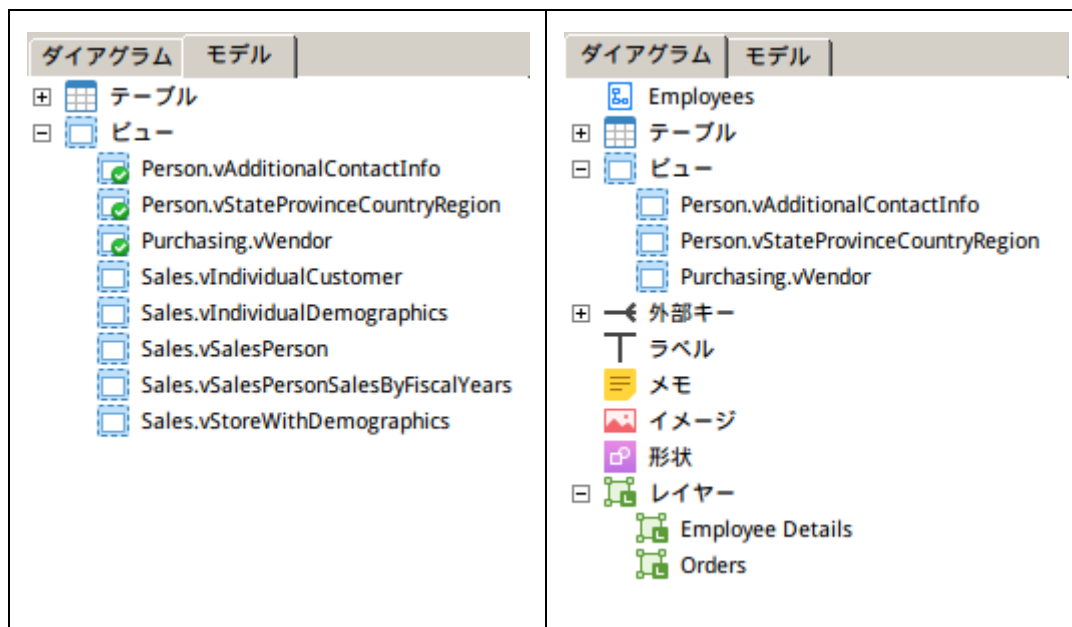 ダイアグラム モデル
テーブル
ビュー
Person.vAdditionalContactInfo
Person.vStateProvinceCountryRegion
Purchasing.vVendor
Sales.vIndividualCustomer
Sales.vIndividualDemographics
Sales.vSalesPerson
Sales.vSalesPersonSalesByFiscalYears
Sales.vStoreWithDemographics
ダイアグラム モデル
Employees
テーブル
ビュー
Person.vAdditionalContactInfo
Person.vStateProvinceCountryRegion
Purchasing.vVendor
外部キー
ラベル
メモ
イメージ
形状
レイヤー
Employee Details
Orders